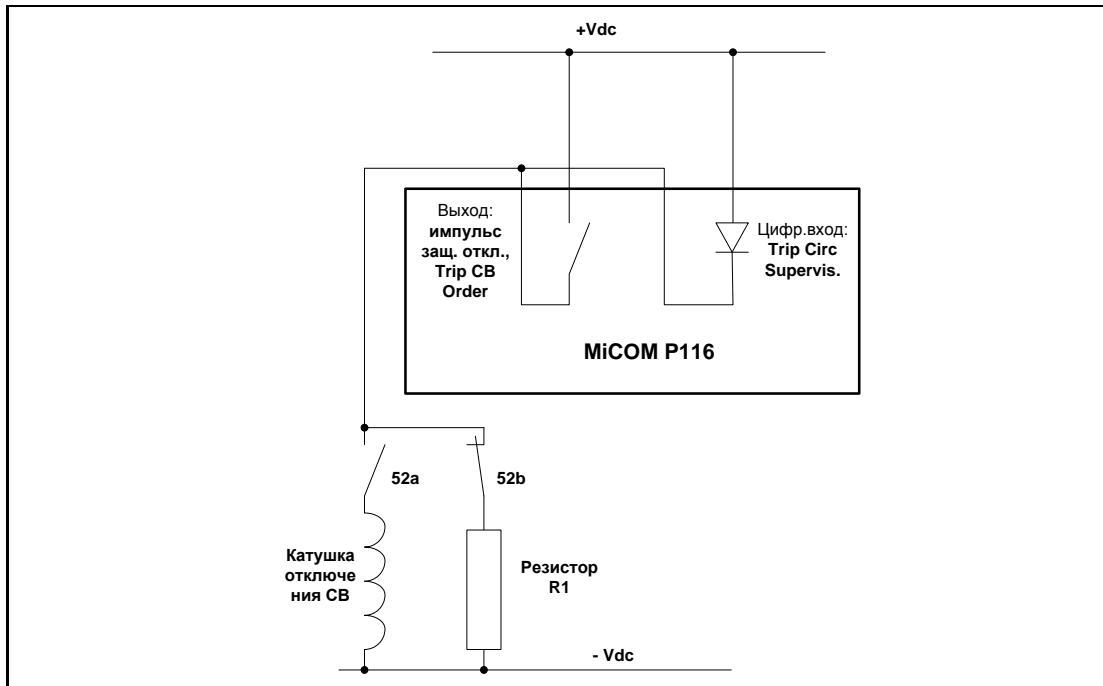 +Vdc
Выход:
импульс
защ. откл.,
Trip CB
Order
Цифр.вход:
Trip Circ
Supervis.
MiCOM P116
52a
52b
Катушка
отключе
ния СВ
Резистор
R1
- Vdc